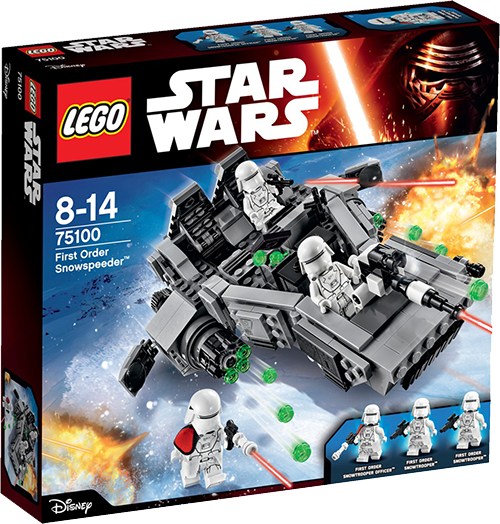 LEGO
STAR
WARS
8-14
75100
First Order
Snowspeeder™
FIRST ORDER
SNOWTROOPER OFFICER™
FIRST ORDER
SNOWTROOPER™
FIRST ORDER
SNOWTROOPER™
Disney
LEGO
STAR
WARS
75100
Disney